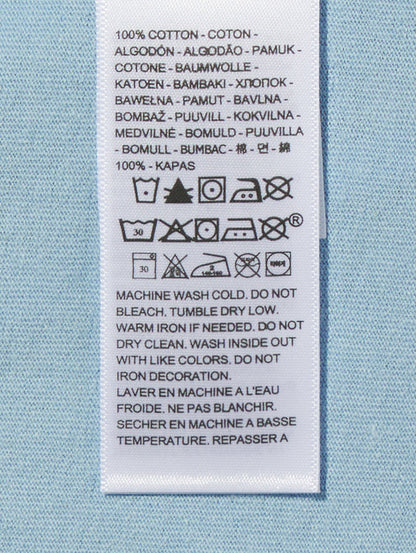 100% COTTON - COTON -
ALGODÓN - ALGODÃO - PAMUK -
COTONE - BAUMWOLLE -
KATOEN - BAMBAKI - ХЛОПОК -
BAWEŁNA - PAMUT - BAVLNA -
BOMBAŽ - PUUVILL - KOKVILNA -
MEDVILNĖ - BOMULD - PUUVILLA
- BOMULL - BUMBAC - 棉 - 면 - 綿
100% - KAPAS
30
®
30
MACHINE WASH COLD. DO NOT
BLEACH. TUMBLE DRY LOW.
WARM IRON IF NEEDED. DO NOT
DRY CLEAN. WASH INSIDE OUT
WITH LIKE COLORS. DO NOT
IRON DECORATION.
LAVER EN MACHINE A L'EAU
FROIDE. NE PAS BLANCHIR.
SECHER EN MACHINE A BASSE
TEMPERATURE. REPASSER A